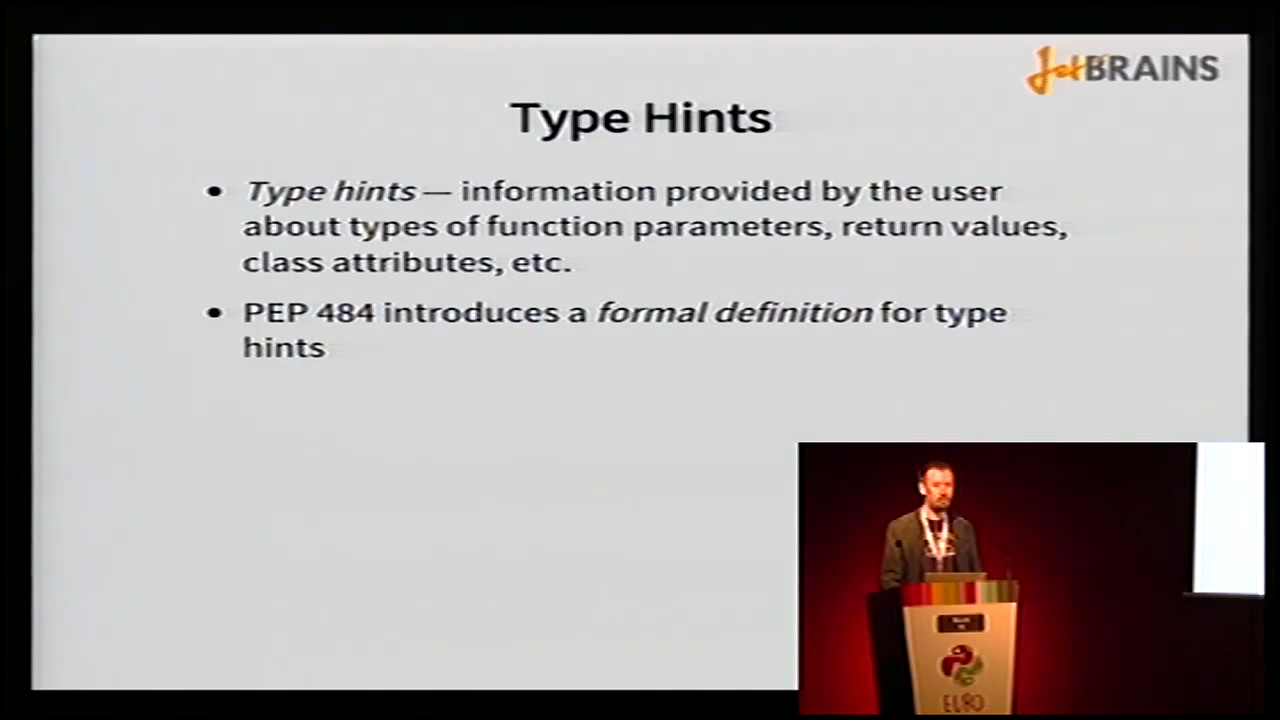 JetBRAINS
Type Hints
• Type hints — information provided by the user
about types of function parameters, return values,
class attributes, etc.
• PEP 484 introduces a formal definition for type
hints
EURO